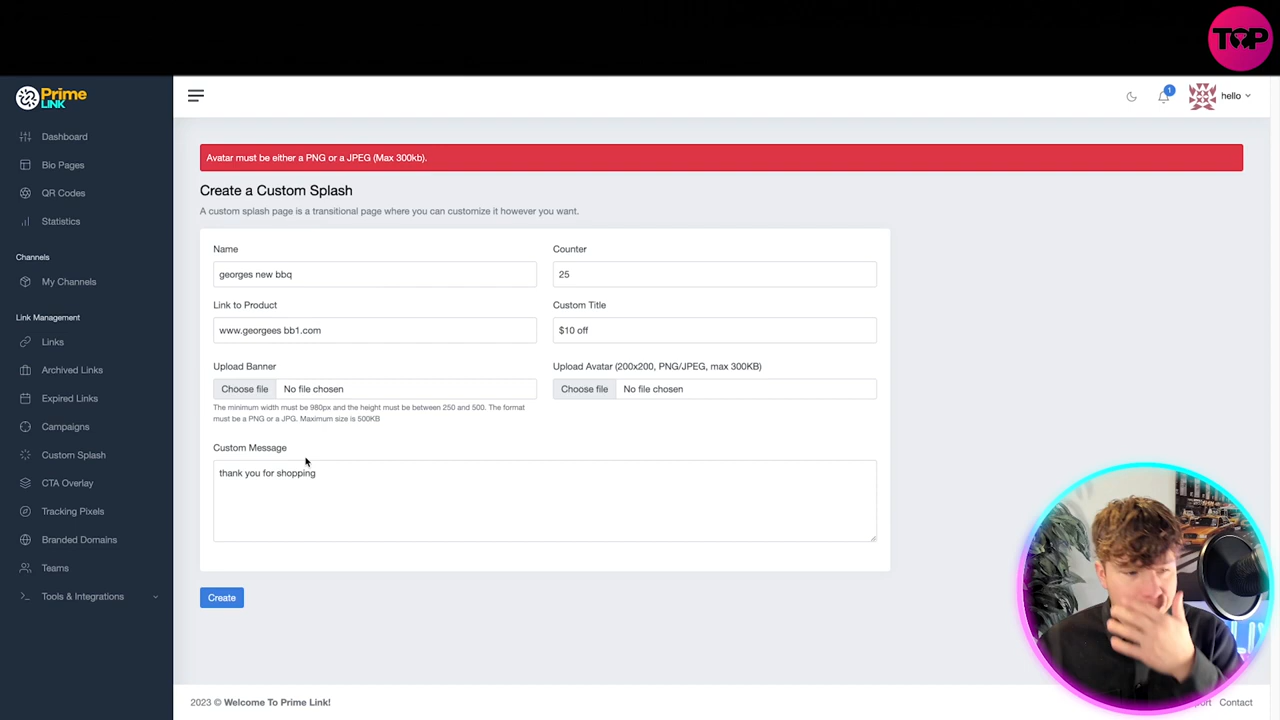 TOP
Prime
LINK
1
hello
Dashboard
Bio Pages
QR Codes
Statistics
Channels
My Channels
Link Management
Links
Archived Links
Expired Links
Campaigns
Custom Splash
CTA Overlay
Tracking Pixels
Branded Domains
Teams
Tools & Integrations
Avatar must be either a PNG or a JPEG (Max 300kb).
Create a Custom Splash
A custom splash page is a transitional page where you can customize it however you want.
Name
Counter
georges new bbq
25
Link to Product
Custom Title
www.georgees bb1.com
$10 off
Upload Banner
Upload Avatar (200x200, PNG/JPEG, max 300KB)
Choose file No file chosen
Choose file No file chosen
The minimum width must be 980px and the height must be between 250 and 500. The format
must be a PNG or a JPG. Maximum size is 500KB
Custom Message
thank you for shopping
Create
2023 © Welcome To Prime Link!
Contact